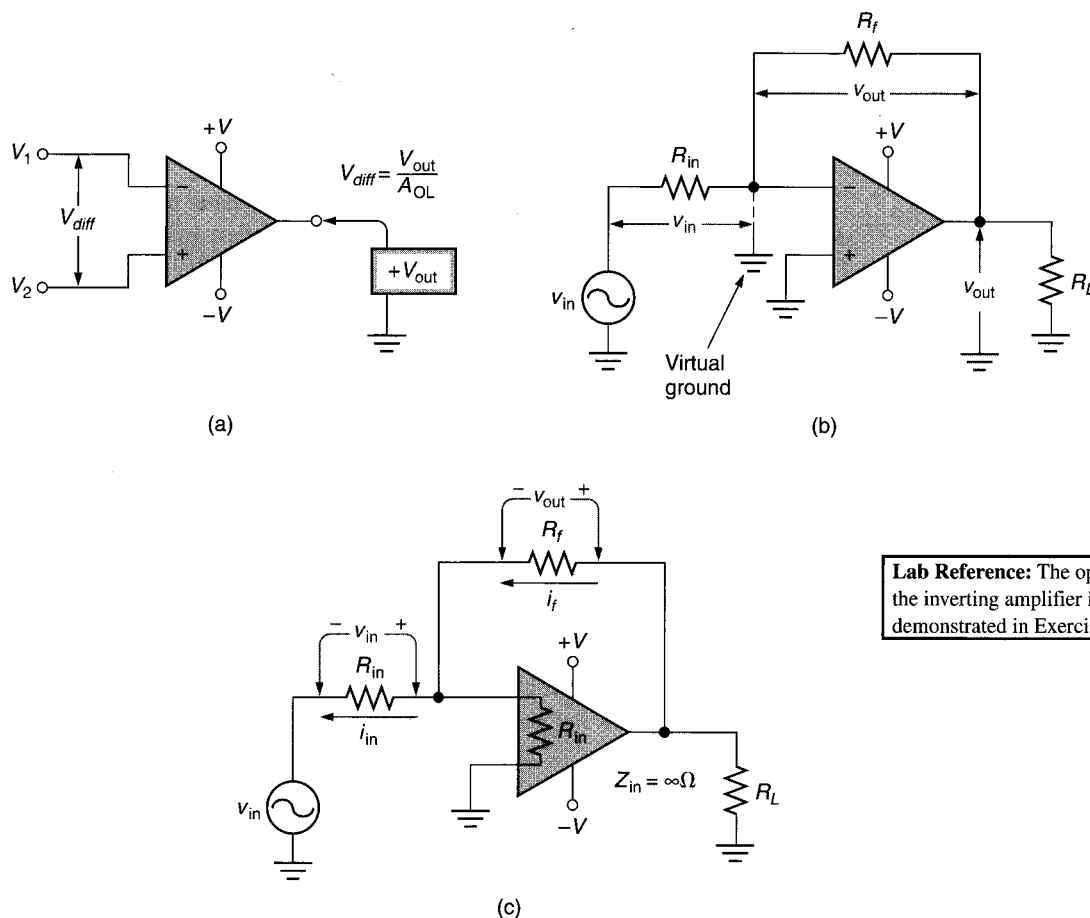 V1
V2
Vdiff
−
+
+V
−V
Vdiff = Vout
AOL
+Vout
(a)
Rf
vout
Rin
vin
vin
+V
−
+
−V
vout
RL
Virtual
ground
(b)
− vout +
Rf
if
− vin +
Rin
iin
+V
Rin
Zin = ∞Ω
−V
RL
vin
(c)
Lab Reference: The op
the inverting amplifier i
demonstrated in Exerci